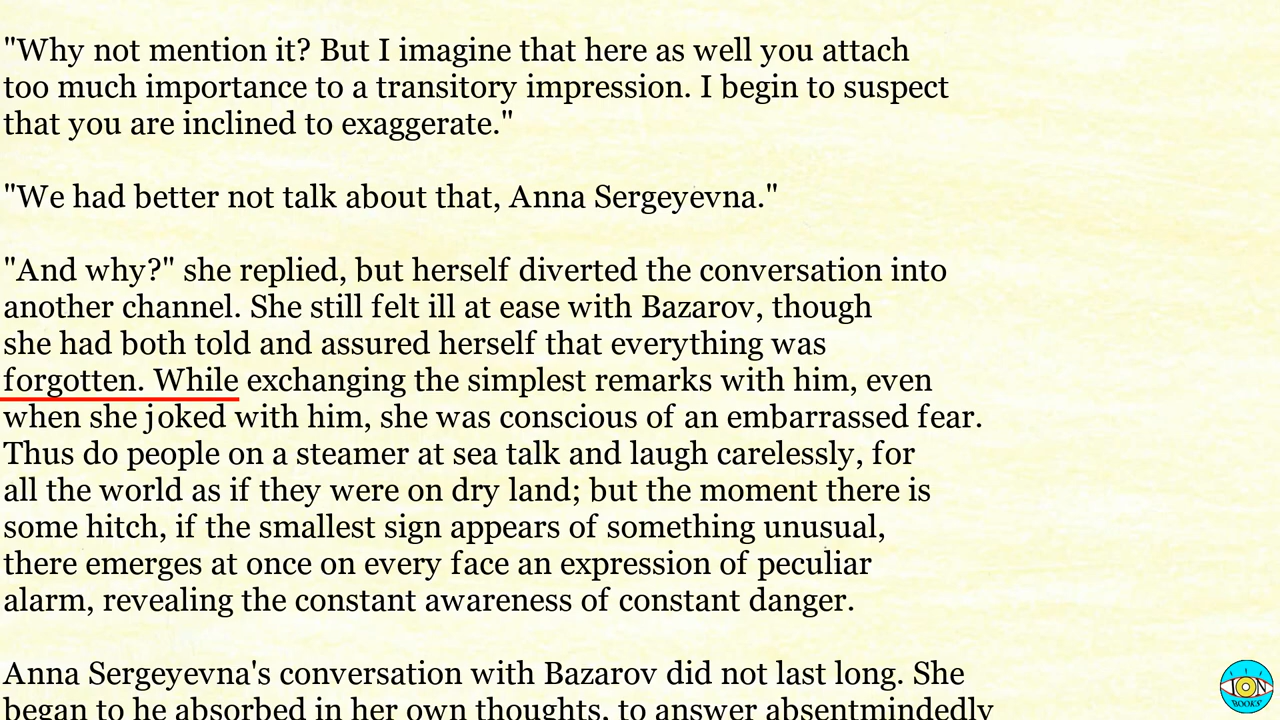 "Why not mention it? But I imagine that here as well you attach
too much importance to a transitory impression. I begin to suspect
that you are inclined to exaggerate."
"We had better not talk about that, Anna Sergeyevna."
"And why?" she replied, but herself diverted the conversation into
another channel. She still felt ill at ease with Bazarov, though
she had both told and assured herself that everything was
forgotten. While exchanging the simplest remarks with him, even
when she joked with him, she was conscious of an embarrassed fear.
Thus do people on a steamer at sea talk and laugh carelessly, for
all the world as if they were on dry land; but the moment there is
some hitch, if the smallest sign appears of something unusual,
there emerges at once on every face an expression of peculiar
alarm, revealing the constant awareness of constant danger.
Anna Sergeyevna's conversation with Bazarov did not last long. She
began to be absorbed in her own thoughts, to answer absentmindedly
ION
BOOKS